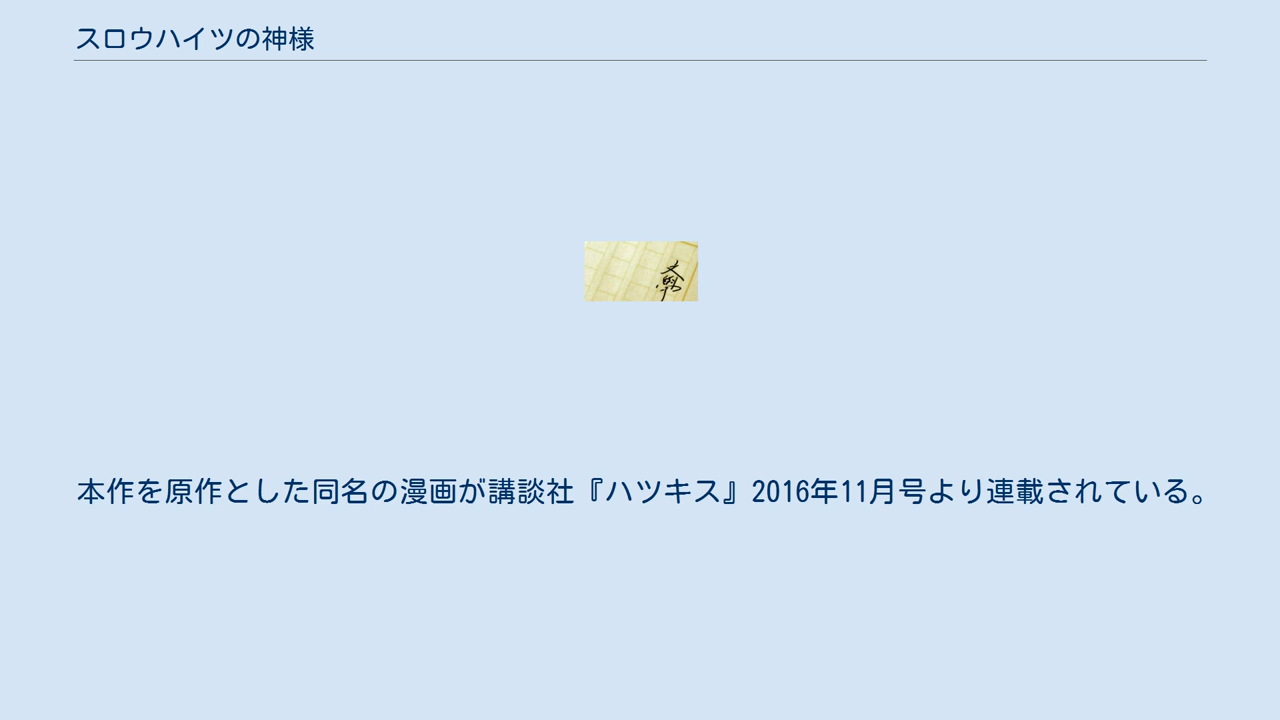 スロウハイツの神様
本作を原作とした同名の漫画が講談社『ハツキス』2016年11月号より連載されている。